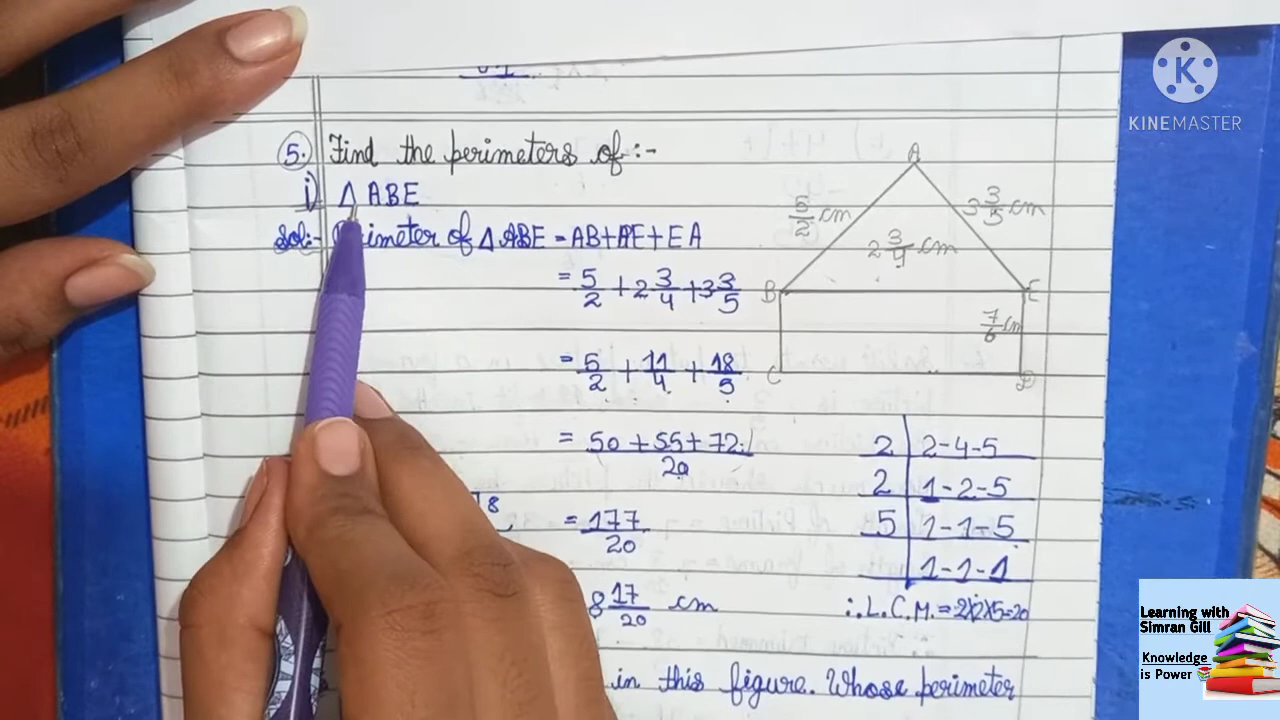 5. Find the perimeters of :-
i) Δ ABE
Sol:- Perimeter of Δ ABE = AB+BE+EA
= 5/2 + 2 3/4 + 3 3/5
= 5/2 + 11/4 + 18/5
= 50 + 55 + 72 / 20
= 177/20
8 17/20 cm
in this figure. Whose perimeter
A
5/2 cm
3 3/5 cm
2 3/4 cm
B
E
7/6 cm
C
D
2 | 2-4-5
2 | 1-2-5
5 | 1-1-5
1-1-1
∴ L.C.M. = 2×2×5=20
KINEMASTER
Learning with
Simran Gill
Knowledge
is Power